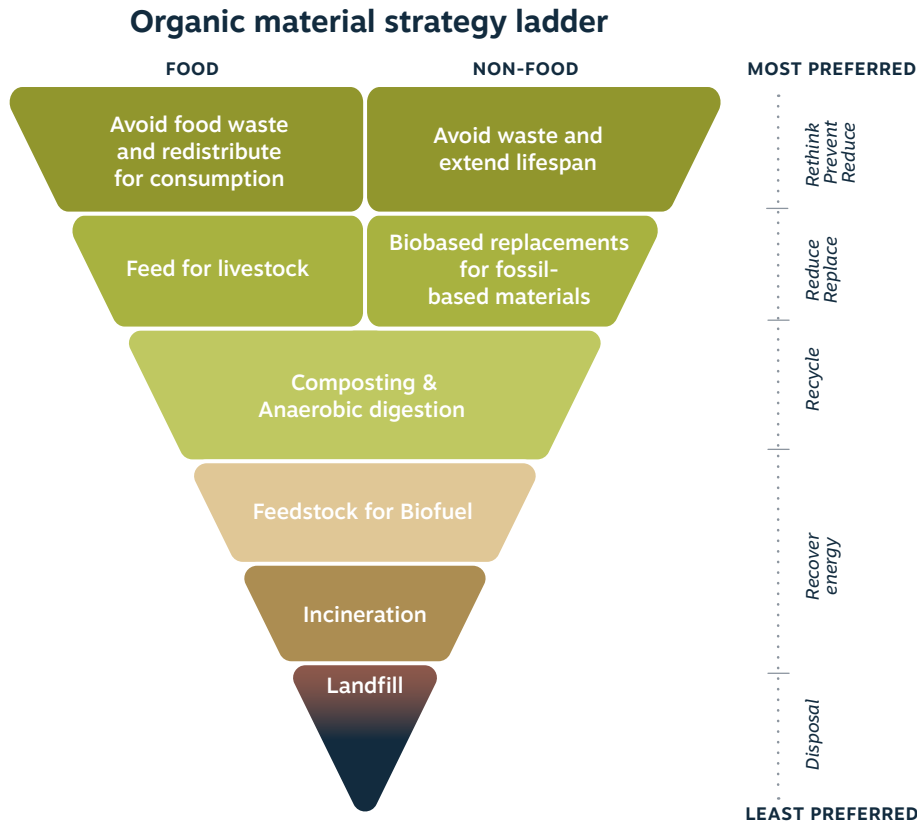 Organic material strategy ladder
FOOD
NON-FOOD
MOST PREFERRED
Avoid food waste
and redistribute
for consumption
Avoid waste and
extend lifespan
Rethink
Prevent
Reduce
Feed for livestock
Biobased replacements
for fossil-
based materials
Reduce
Replace
Composting &
Anaerobic digestion
Recycle
Feedstock for Biofuel
Incineration
Recover
energy
Landfill
Disposal
LEAST PREFERRED